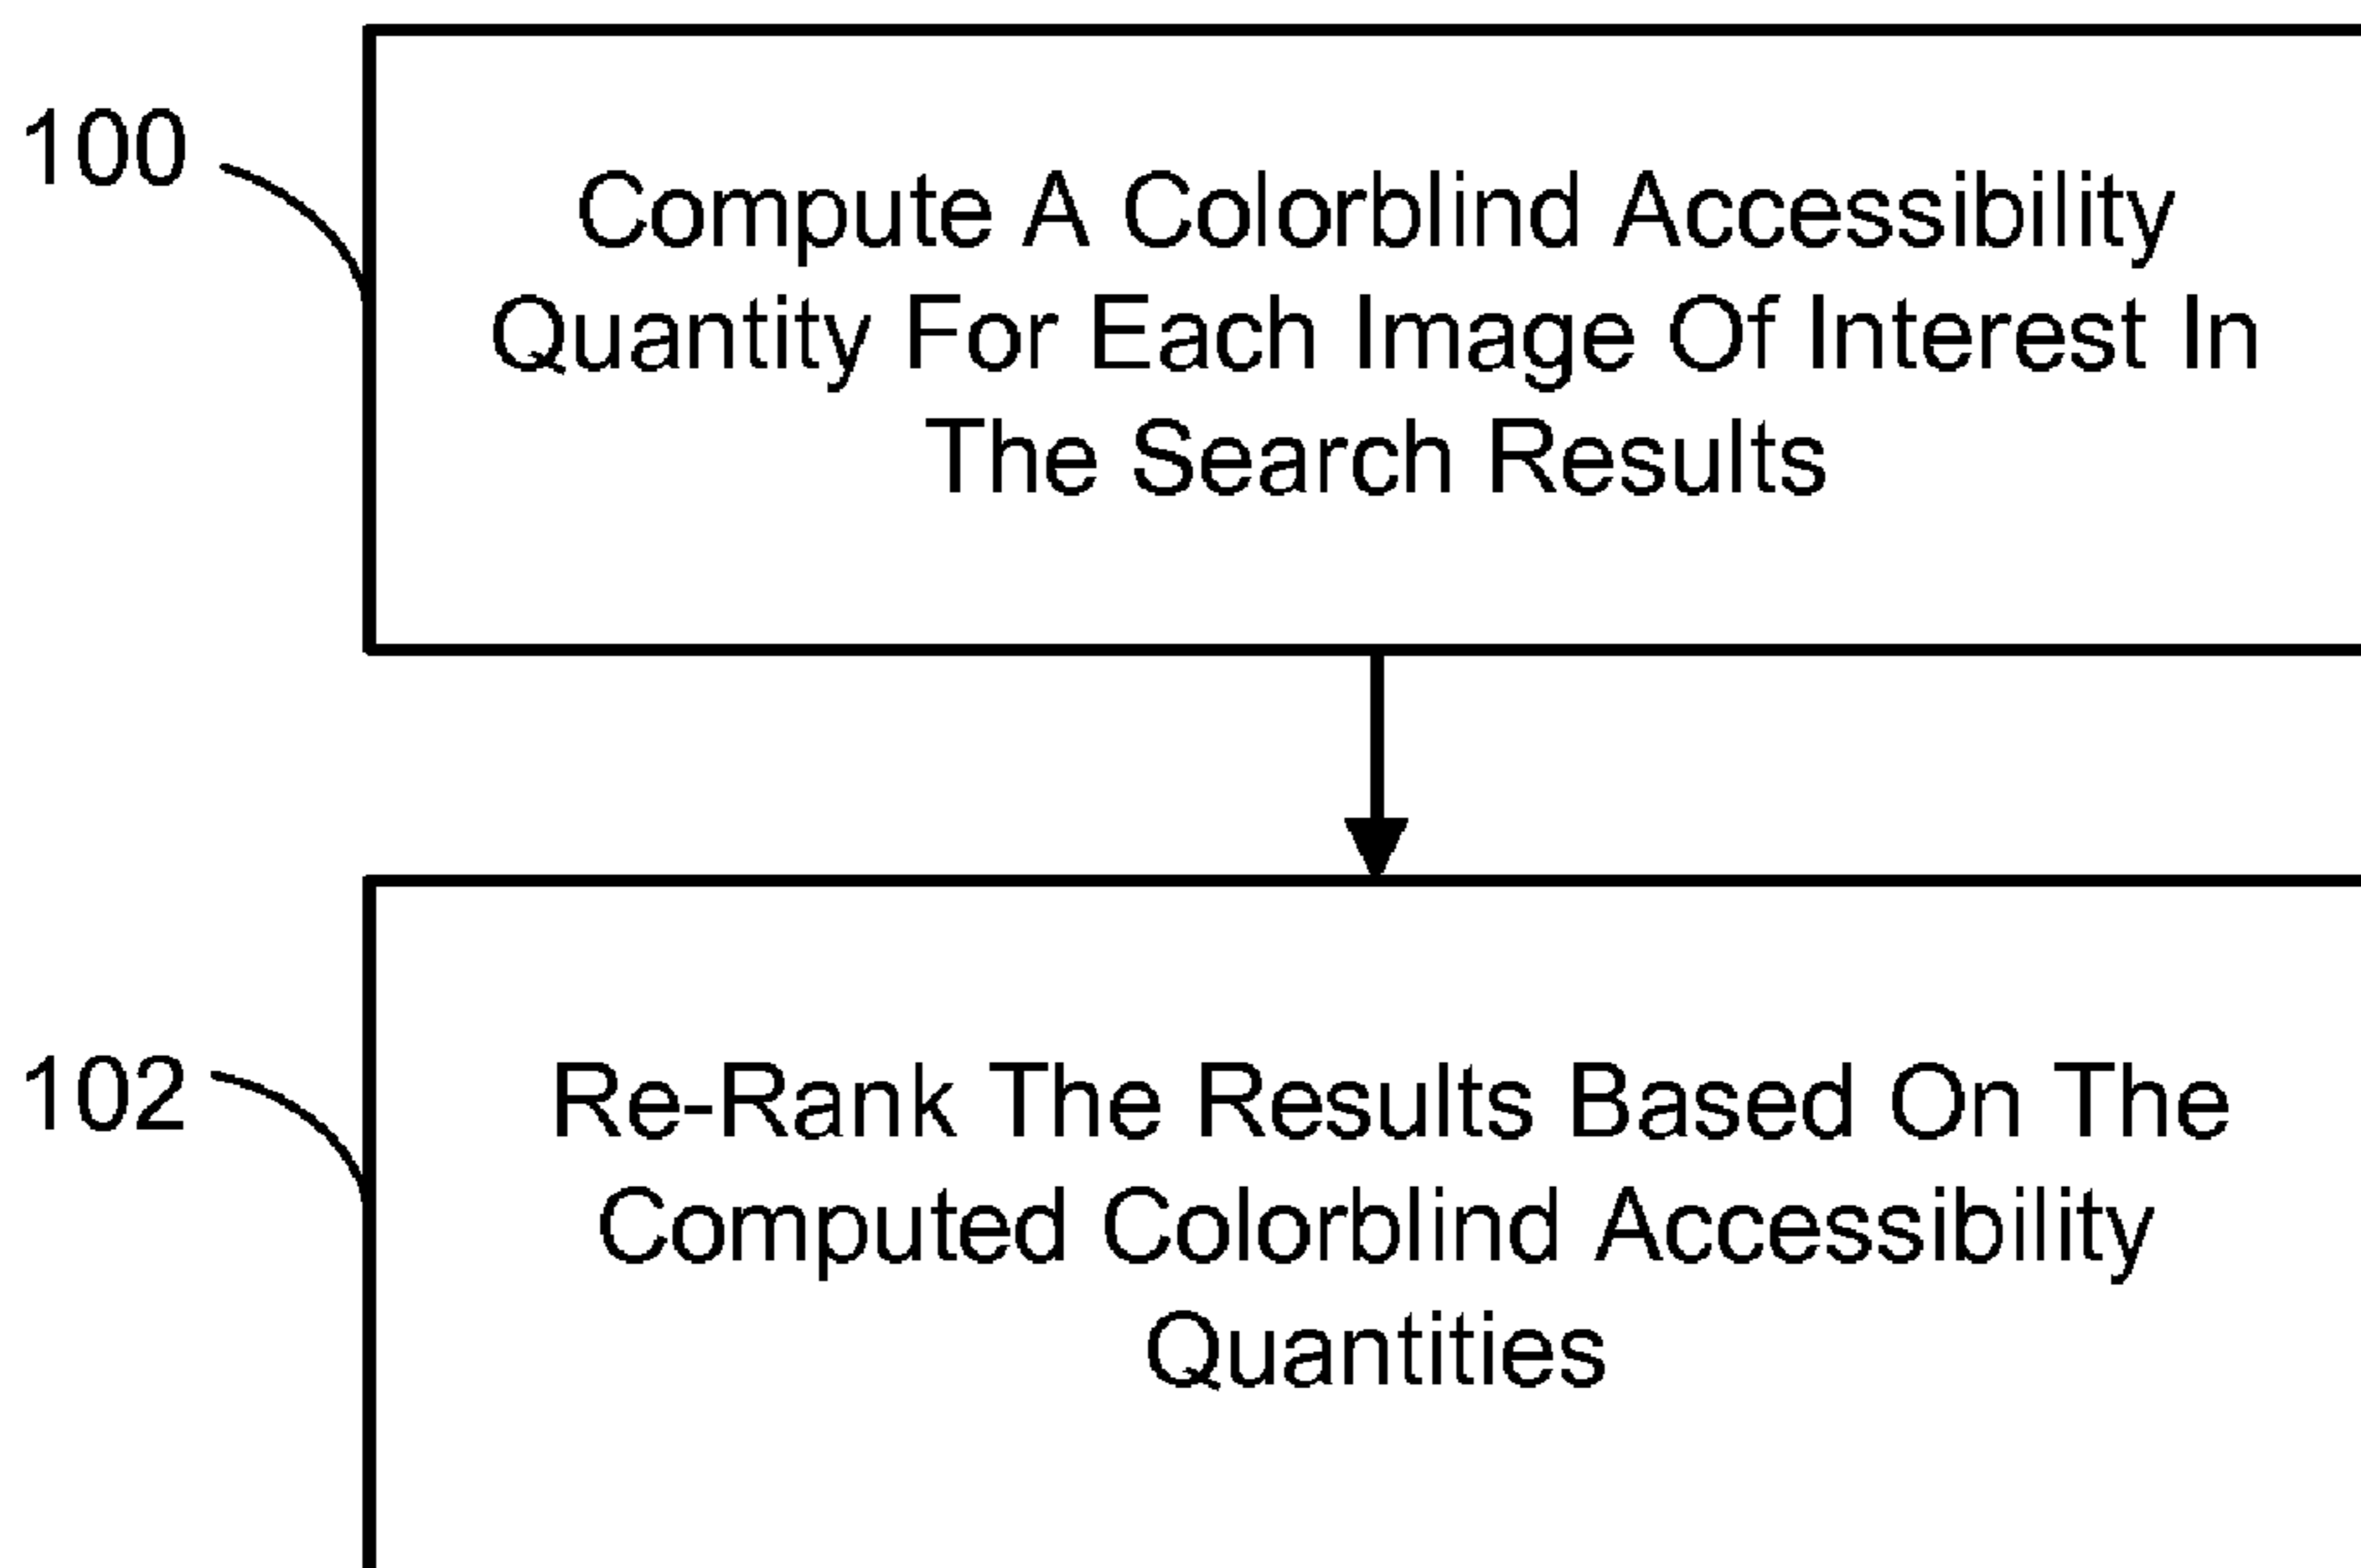 100
Compute A Colorblind Accessibility
Quantity For Each Image Of Interest In
The Search Results
102
Re-Rank The Results Based On The
Computed Colorblind Accessibility
Quantities